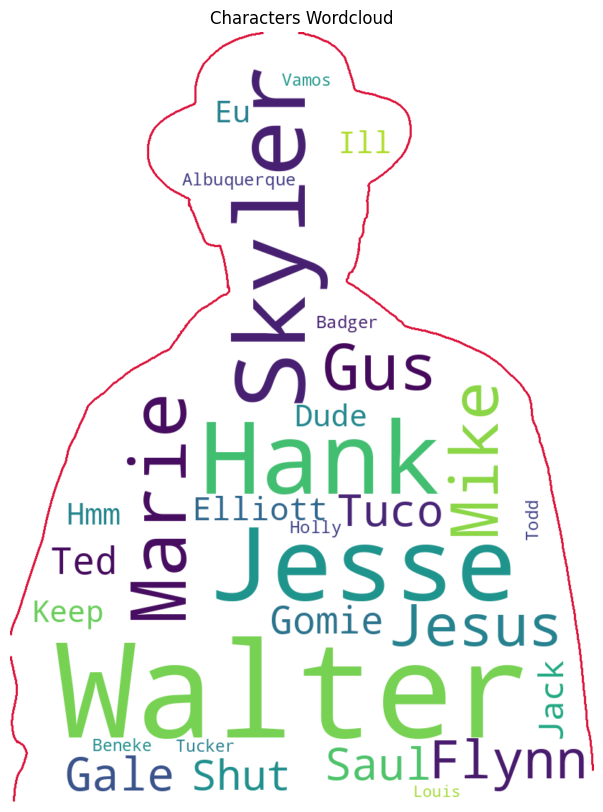 Characters Wordcloud
Vamos
Eu
Ill
Albuquerque
Skyler
Badger
Gus
Dude
Marie
Hank
Mike
Hmm
Elliott
Tuco
Holly
Todd
Ted
Jesse
Keep
Gomie
Jesus
Walter
Jack
Beneke
Tucker
Gale
Shut
Saul
Flynn
Louis